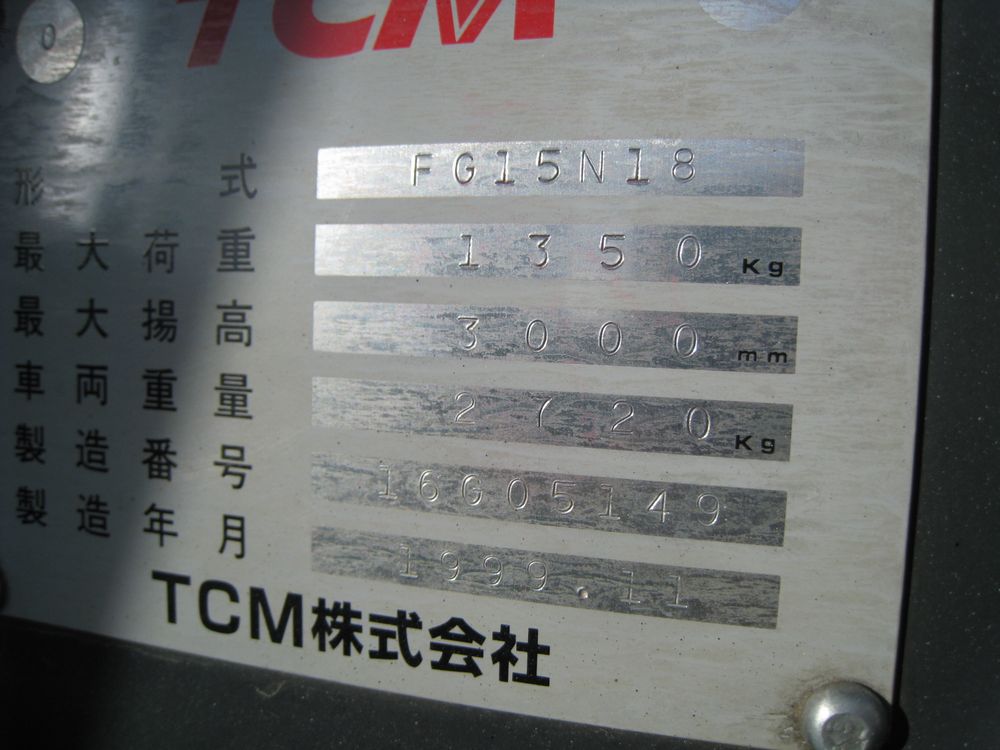 TCM
形式 FG15N18
最大荷重 1350 Kg
最大揚高 3000 mm
車両重量 2720 Kg
製造番号 16G05149
製造年月 1999.11
TCM株式会社